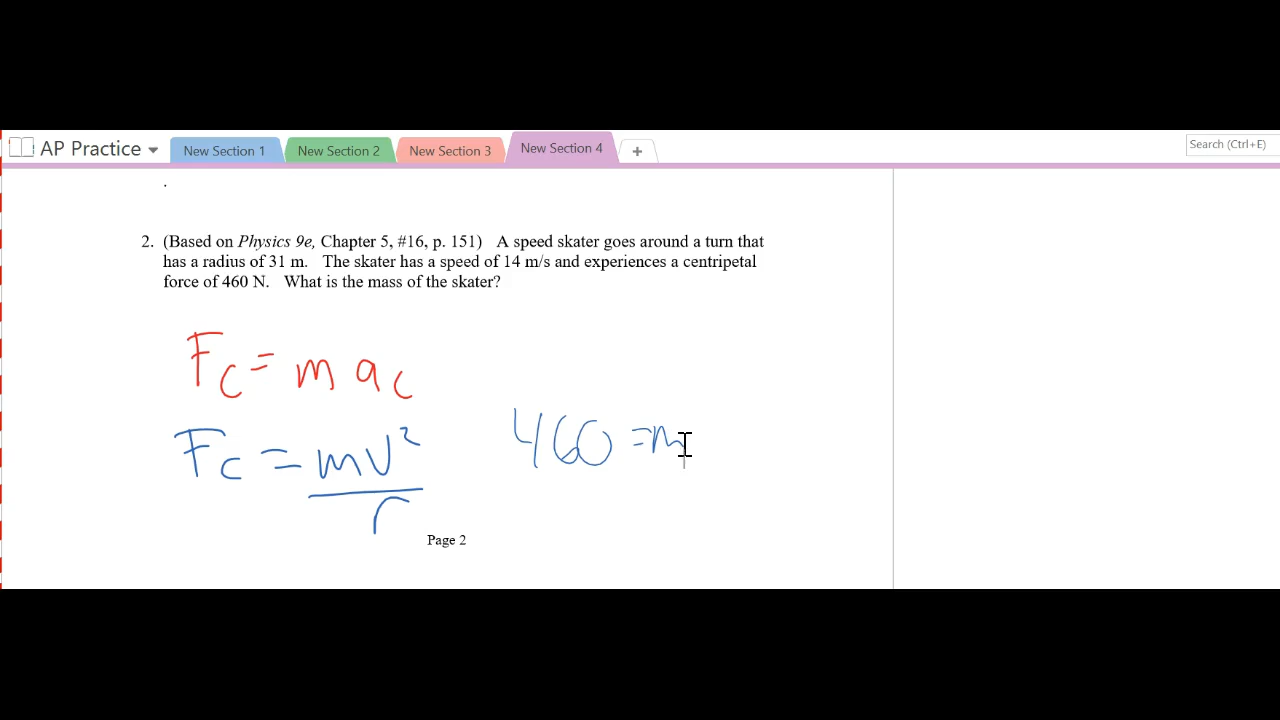 AP Practice
New Section 1
New Section 2
New Section 3
New Section 4
+
Search (Ctrl+E)
2. (Based on Physics 9e, Chapter 5, #16, p. 151) A speed skater goes around a turn that
has a radius of 31 m. The skater has a speed of 14 m/s and experiences a centripetal
force of 460 N. What is the mass of the skater?
Fc = m ac
460 = m
Fc = mv²
r
Page 2